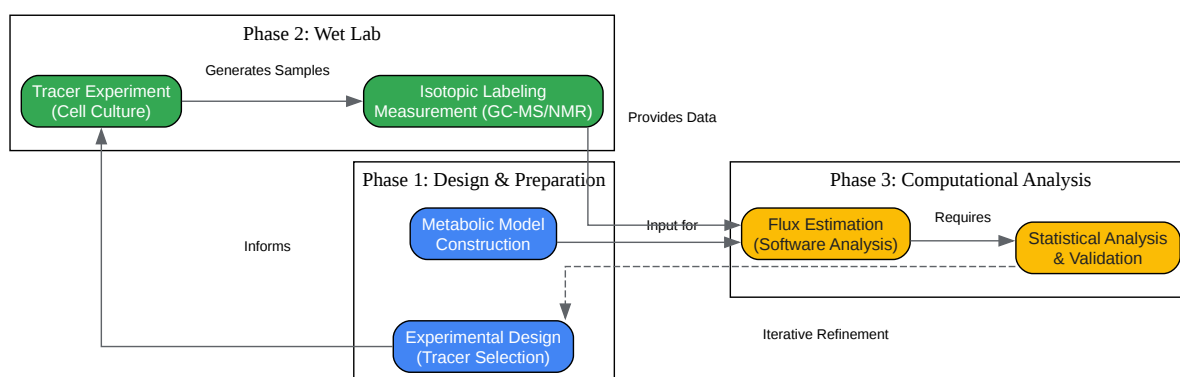 Phase 2: Wet Lab
Generates Samples
Tracer Experiment
(Cell Culture)
Isotopic Labeling
Measurement (GC-MS/NMR)
Provides Data
Phase 1: Design & Preparation
Metabolic Model
Construction
Informs
Input for
Experimental Design
(Tracer Selection)
Phase 3: Computational Analysis
Flux Estimation
(Software Analysis)
Requires
Statistical Analysis
& Validation
Iterative Refinement